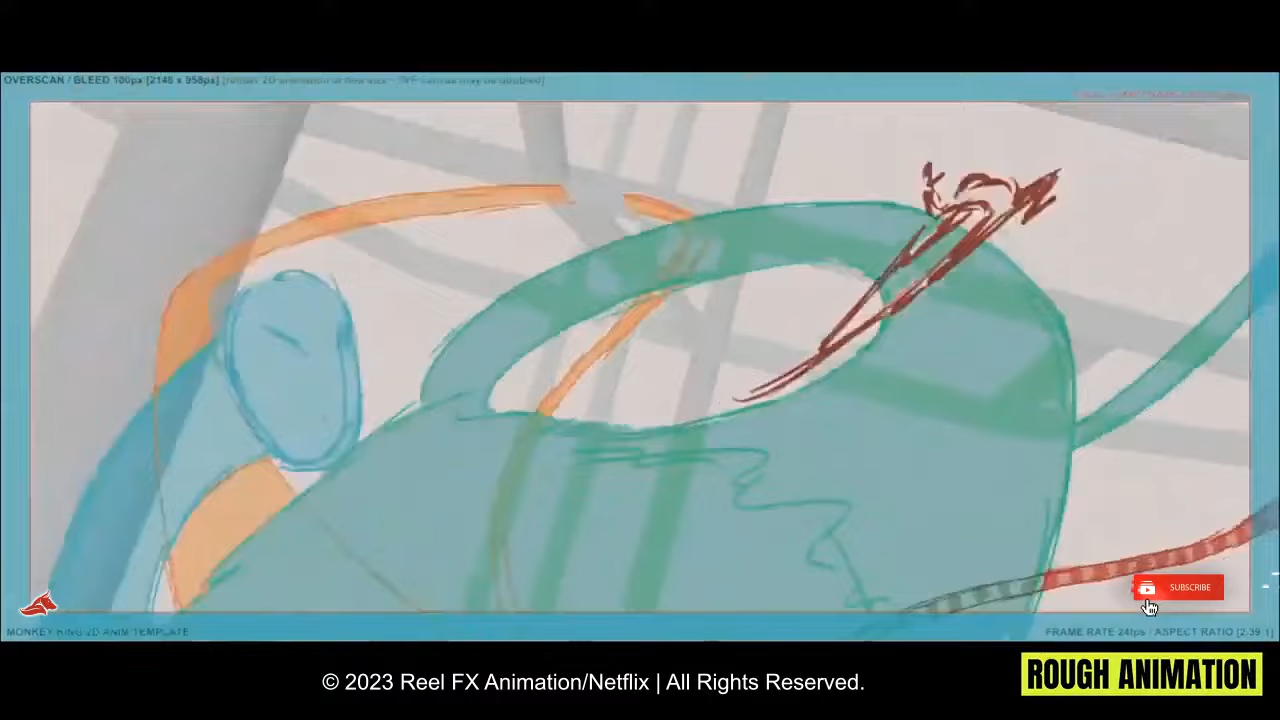 OVERSCAN / BLEED 100px [2148 x 958px]
SUBSCRIBE
MONKEY KING 2D ANIM TEMPLATE
FRAME RATE 24fps / ASPECT RATIO [2.39:1]
© 2023 Reel FX Animation/Netflix | All Rights Reserved.
ROUGH ANIMATION